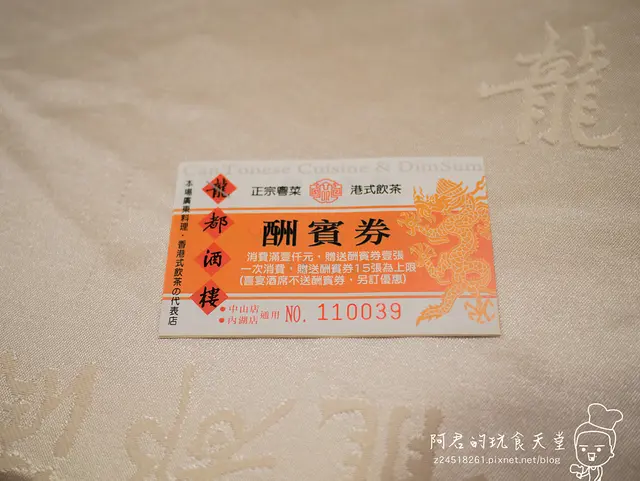 龍
Cantonese Cuisine & DimSum
正宗粵菜 港式飲茶
龍都酒樓
本場廣東料理・香港式飲茶の代表店
酬賓券
消費滿壹仟元，贈送酬賓券壹張
一次消費，贈送酬賓券15張為上限
(喜宴酒席不送酬賓券，另訂優惠)
•中山店
•內湖店
通用
NO. 110039
阿君的玩食天堂
z24518261.pixnet.net/blog